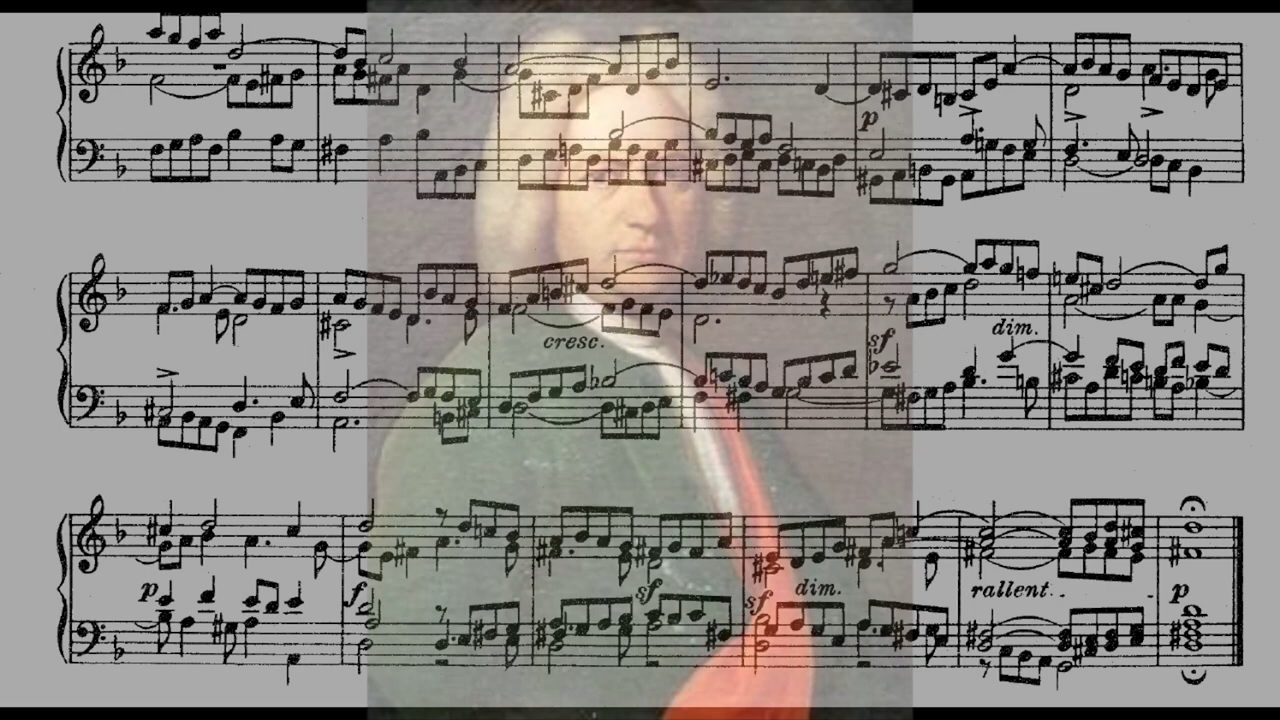 p
cresc.
sf
dim.
p
f
sf
sf
dim.
rallent. . -
p